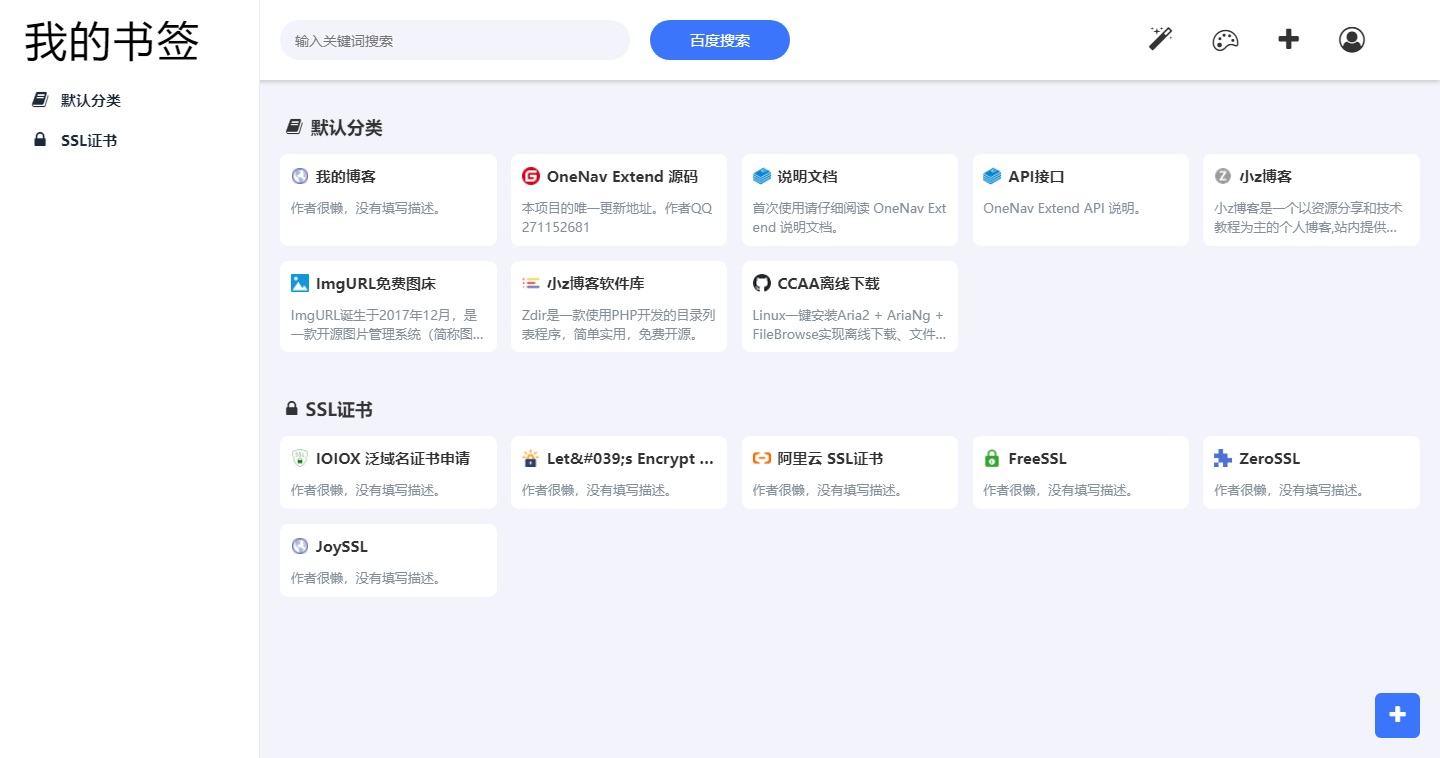 我的书签
输入关键词搜索
百度搜索
默认分类
SSL证书
默认分类
我的博客
作者很懒，没有填写描述。
OneNav Extend 源码
本项目的唯一更新地址。作者QQ
271152681
说明文档
首次使用请仔细阅读 OneNav Ext
end 说明文档。
API接口
OneNav Extend API 说明。
小z博客
小z博客是一个以资源分享和技术
教程为主的个人博客,站内提供...
ImgURL免费图床
ImgURL诞生于2017年12月，是
一款开源图片管理系统（简称图...
小z博客软件库
Zdir是一款使用PHP开发的目录列
表程序，简单实用，免费开源。
CCAA离线下载
Linux一键安装Aria2 + AriaNg +
FileBrowse实现离线下载、文件...
SSL证书
IOIOX 泛域名证书申请
作者很懒，没有填写描述。
Let&#039;s Encrypt ...
作者很懒，没有填写描述。
阿里云 SSL证书
作者很懒，没有填写描述。
FreeSSL
作者很懒，没有填写描述。
ZeroSSL
作者很懒，没有填写描述。
JoySSL
作者很懒，没有填写描述。